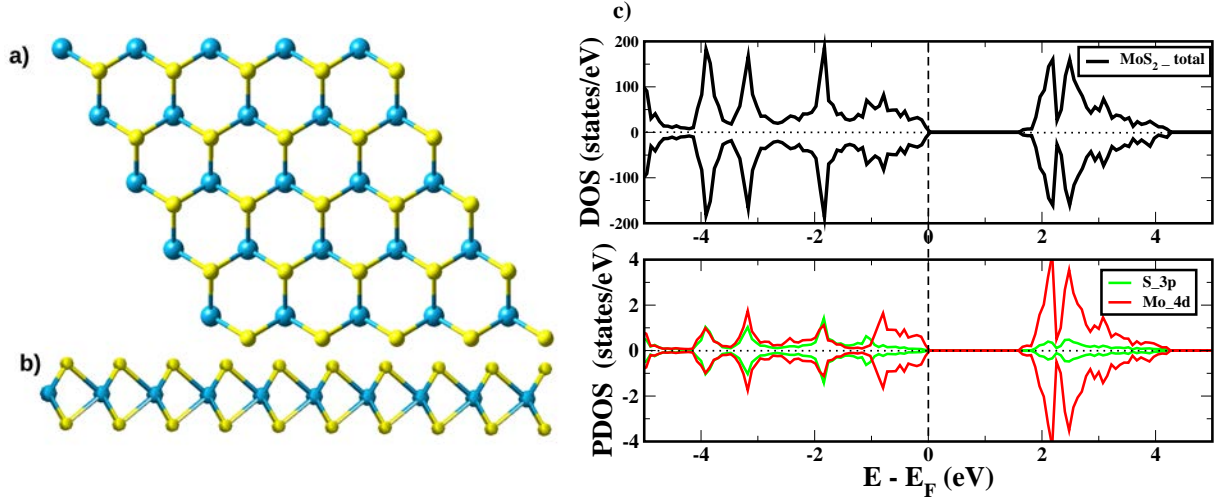 a)
b)
c)
DOS (states/eV)
200
100
0
-100
-200
MoS2 – total
-4
-2
0
2
4
PDOS (states/eV)
4
2
0
-2
-4
S_3p
Mo_4d
-4
-2
0
2
4
E - EF (eV)